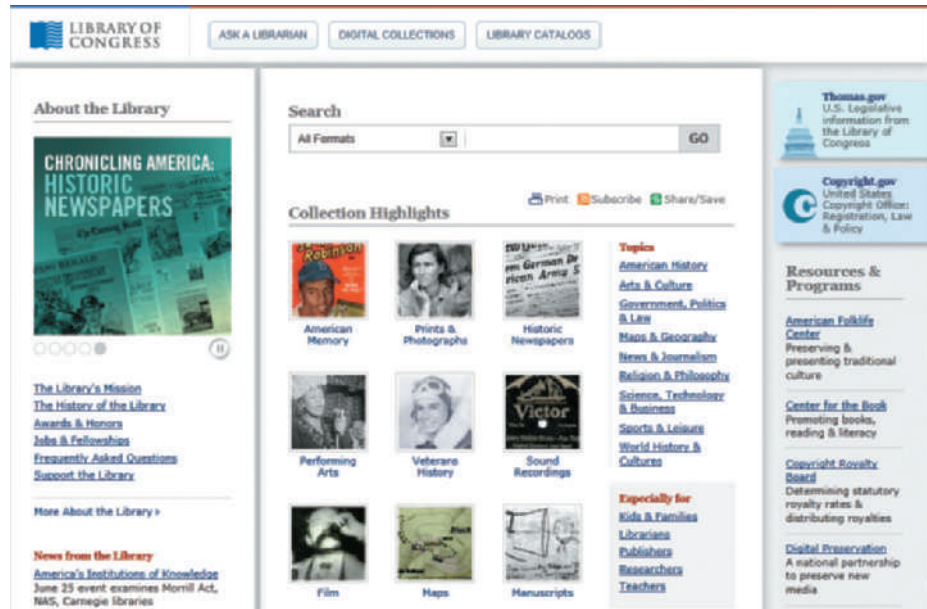 LIBRARY OF
CONGRESS
ASK A LIBRARIAN
DIGITAL COLLECTIONS
LIBRARY CATALOGS
About the Library
CHRONICLING AMERICA:
HISTORIC
NEWSPAPERS
The Library's Mission
The History of the Library
Awards & Honors
Jobs & Fellowships
Frequently Asked Questions
Support the Library
More About the Library
News from the Library
America's Institutions of Knowledge
June 25 event examines Morrill Act,
NAS, Carnegie libraries
Search
All Formats
GO
Print Subscribe Share/Save
Collection Highlights
Robinson
American
Memory
Prints &
Photographs
Historic
Newspapers
Performing
Arts
Veterans
History
Victor
Sound
Recordings
Film
Maps
Manuscripts
Topics
American History
Arts & Culture
Government, Politics
& Law
Maps & Geography
News & Journalism
Religion & Philosophy
Science, Technology
& Business
Sports & Leisure
World History &
Cultures
Especially for
Kids & Families
Librarians
Publishers
Researchers
Teachers
Thomas.gov
U.S. Legislative
information from
the Library of
Congress
Copyright.gov
United States
Copyright Office:
Registration, Law
& Policy
Resources &
Programs
American Folklife
Center
Preserving &
presenting traditional
culture
Center for the Book
Promoting books,
reading & literacy
Copyright Royalty
Board
Determining statutory
royalty rates &
distributing royalties
Digital Preservation
A national partnership
to preserve new
media